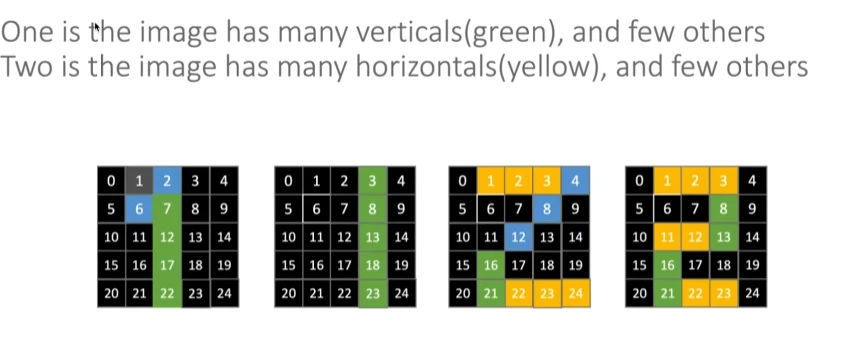 One is the image has many verticals(green), and few others
Two is the image has many horizontals(yellow), and few others
0 1 2 3 4 0 1 2 3 4 0 1 2 3 4 0 1 2 3 4
5 6 7 8 9 5 6 7 8 9 5 6 7 8 9 5 6 7 8 9
10 11 12 13 14 10 11 12 13 14 10 11 12 13 14 10 11 12 13 14
15 16 17 18 19 15 16 17 18 19 15 16 17 18 19 15 16 17 18 19
20 21 22 23 24 20 21 22 23 24 20 21 22 23 24 20 21 22 23 24